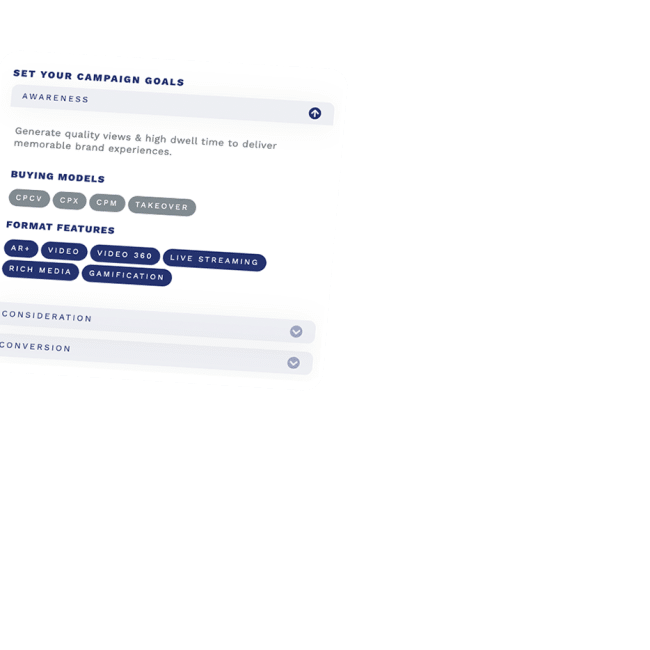 SET YOUR CAMPAIGN GOALS
AWARENESS
Generate quality views & high dwell time to deliver
memorable brand experiences.
BUYING MODELS
CPCV CPX CPM TAKEOVER
FORMAT FEATURES
AR+ VIDEO VIDEO 360 LIVE STREAMING
RICH MEDIA GAMIFICATION
CONSIDERATION
CONVERSION